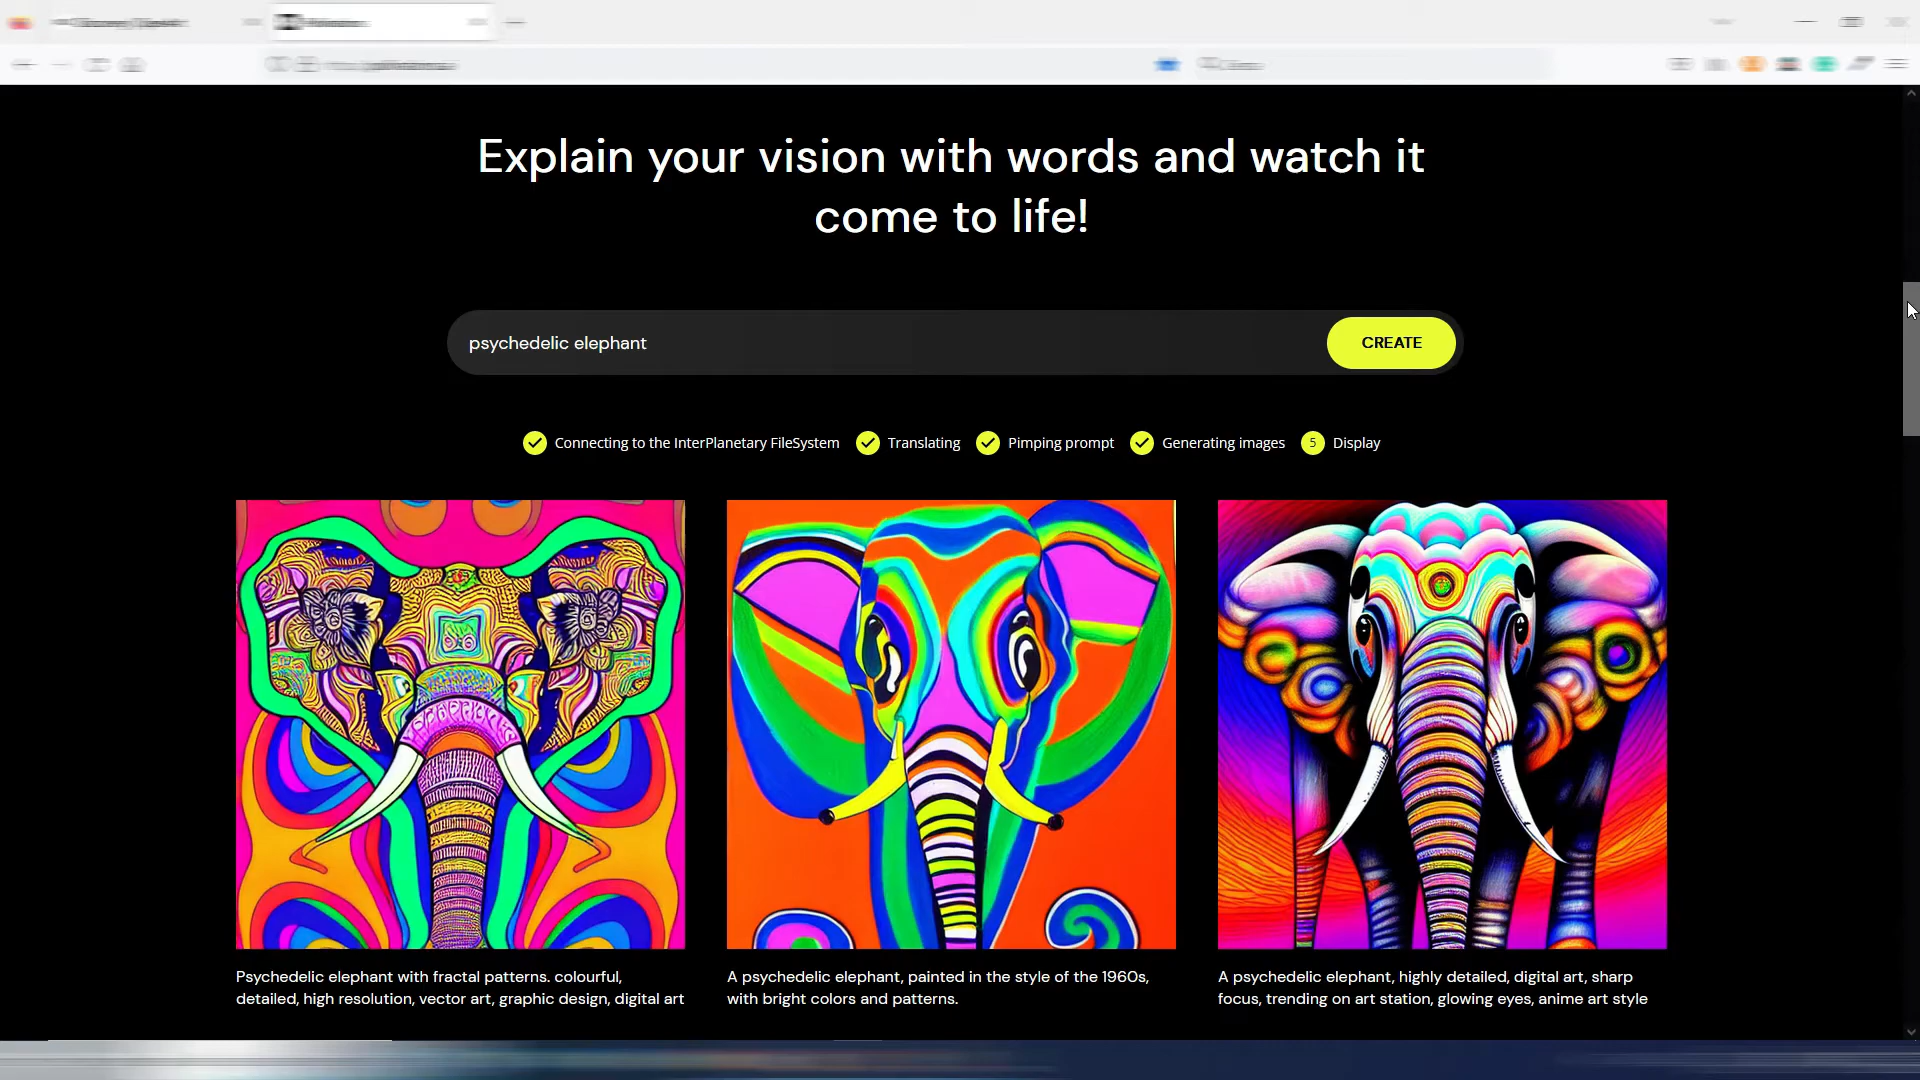 Explain your vision with words and watch it
come to life!
psychedelic elephant
CREATE
Connecting to the InterPlanetary FileSystem
Translating
Pimping prompt
Generating images
5
Display
Psychedelic elephant with fractal patterns. colourful,
detailed, high resolution, vector art, graphic design, digital art
A psychedelic elephant, painted in the style of the 1960s,
with bright colors and patterns.
A psychedelic elephant, highly detailed, digital art, sharp
focus, trending on art station, glowing eyes, anime art style